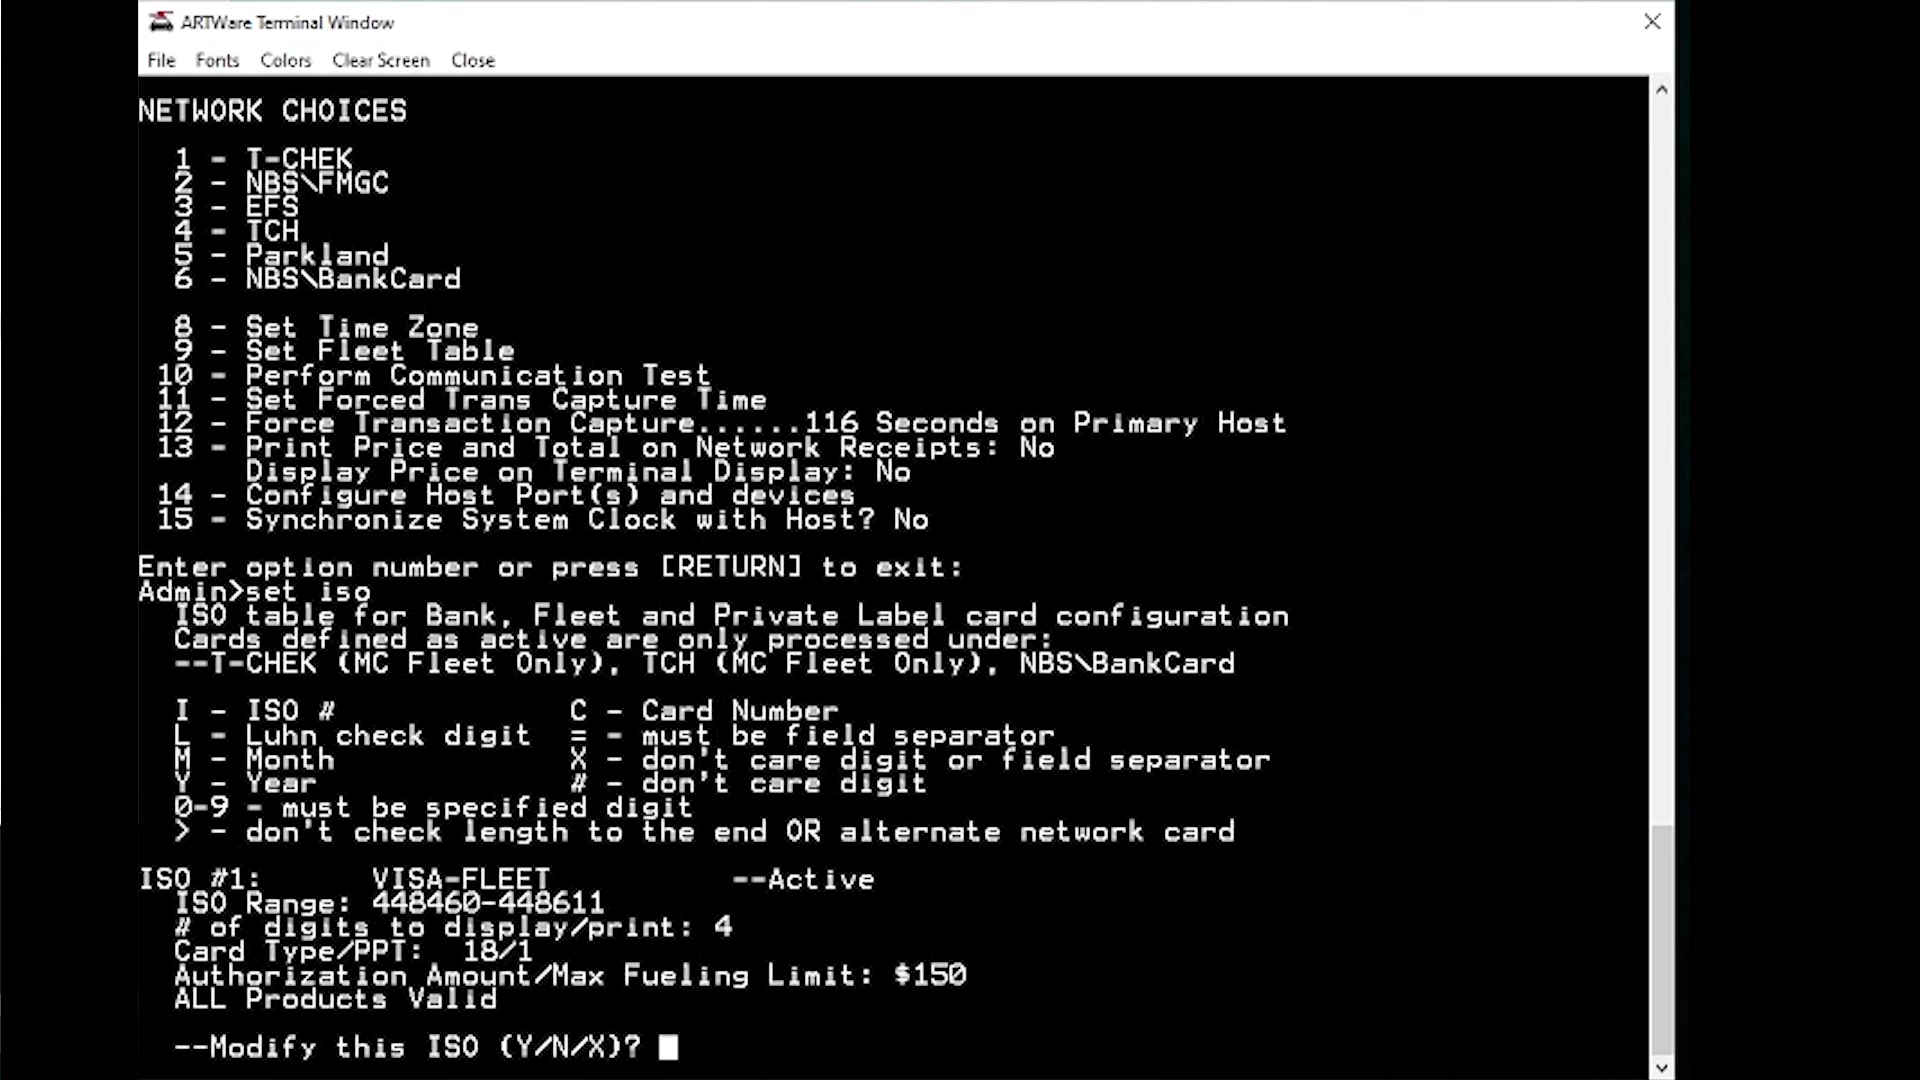 ARTWare Terminal Window
File Fonts Colors Clear Screen Close
NETWORK CHOICES
1 - T-CHEK
2 - NBS\FMGC
3 - EFS
4 - TCH
5 - Parkland
6 - NBS\BankCard
8 - Set Time Zone
9 - Set Fleet Table
10 - Perform Communication Test
11 - Set Forced Trans Capture Time
12 - Force Transaction Capture......116 Seconds on Primary Host
13 - Print Price and Total on Network Receipts: No
Display Price on Terminal Display: No
14 - Configure Host Port(s) and devices
15 - Synchronize System Clock with Host? No
Enter option number or press [RETURN] to exit:
Admin>set iso
ISO table for Bank, Fleet and Private Label card configuration
Cards defined as active are only processed under:
--T-CHEK (MC Fleet Only), TCH (MC Fleet Only), NBS\BankCard
I - ISO # C - Card Number
L - Luhn check digit = - must be field separator
M - Month X - don't care digit or field separator
Y - Year # - don't care digit
0-9 - must be specified digit
> - don't check length to the end OR alternate network card
ISO #1: VISA-FLEET --Active
ISO Range: 448460-448611
# of digits to display/print: 4
Card Type/PPT: 18/1
Authorization Amount/Max Fueling Limit: $150
ALL Products Valid
--Modify this ISO (Y/N/X)?